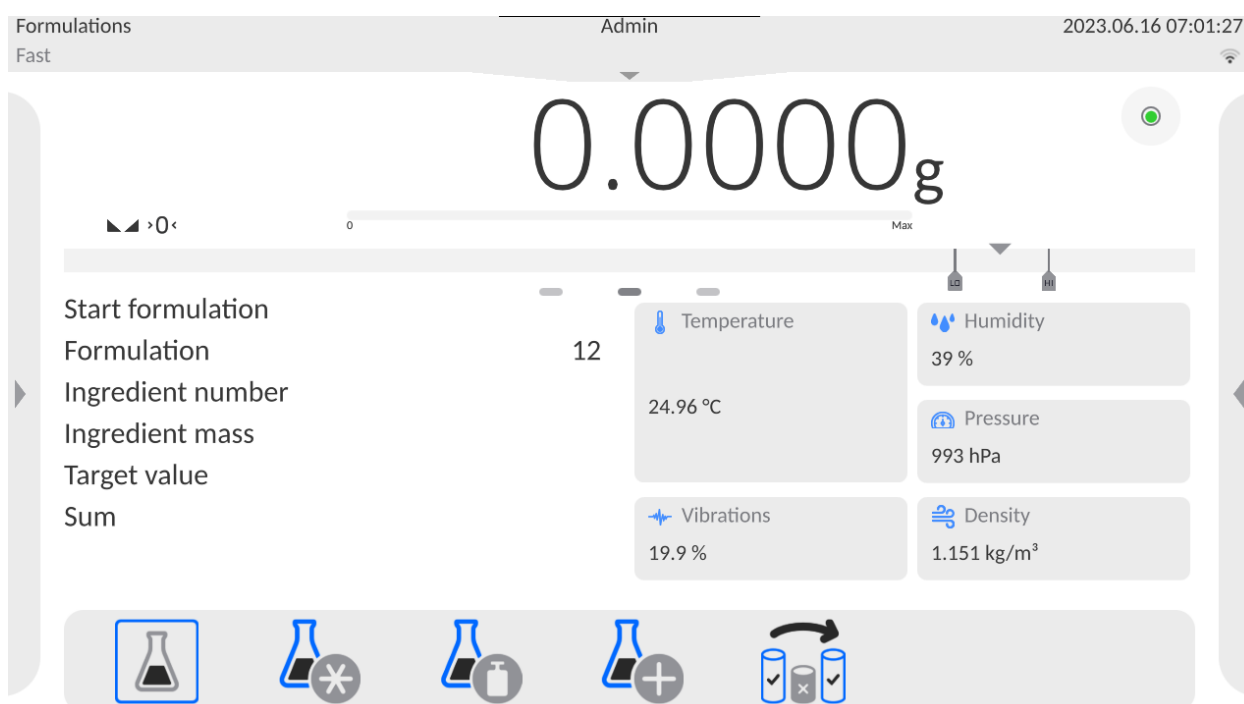 Formulations
Admin
2023.06.16 07:01:27
Fast
0.0000g
›0‹
0
Max
LO
HI
Start formulation
Formulation 12
Ingredient number
Ingredient mass
Target value
Sum
Temperature
24.96 °C
Humidity
39 %
Pressure
993 hPa
Vibrations
19.9 %
Density
1.151 kg/m³